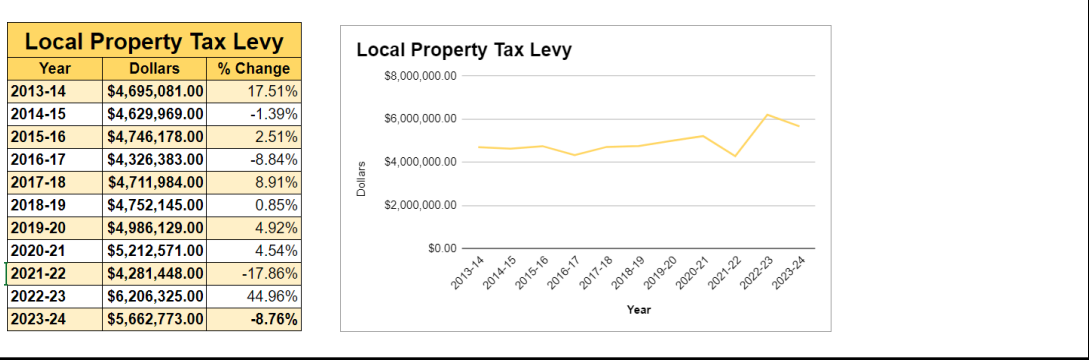 Local Property Tax Levy
Year Dollars % Change
2013-14 $4,695,081.00 17.51%
2014-15 $4,629,969.00 -1.39%
2015-16 $4,746,178.00 2.51%
2016-17 $4,326,383.00 -8.84%
2017-18 $4,711,984.00 8.91%
2018-19 $4,752,145.00 0.85%
2019-20 $4,986,129.00 4.92%
2020-21 $5,212,571.00 4.54%
2021-22 $4,281,448.00 -17.86%
2022-23 $6,206,325.00 44.96%
2023-24 $5,662,773.00 -8.76%
Local Property Tax Levy
$8,000,000.00
$6,000,000.00
$4,000,000.00
$2,000,000.00
$0.00
Dollars
2013-14 2014-15 2015-16 2016-17 2017-18 2018-19 2019-20 2020-21 2021-22 2022-23 2023-24
Year